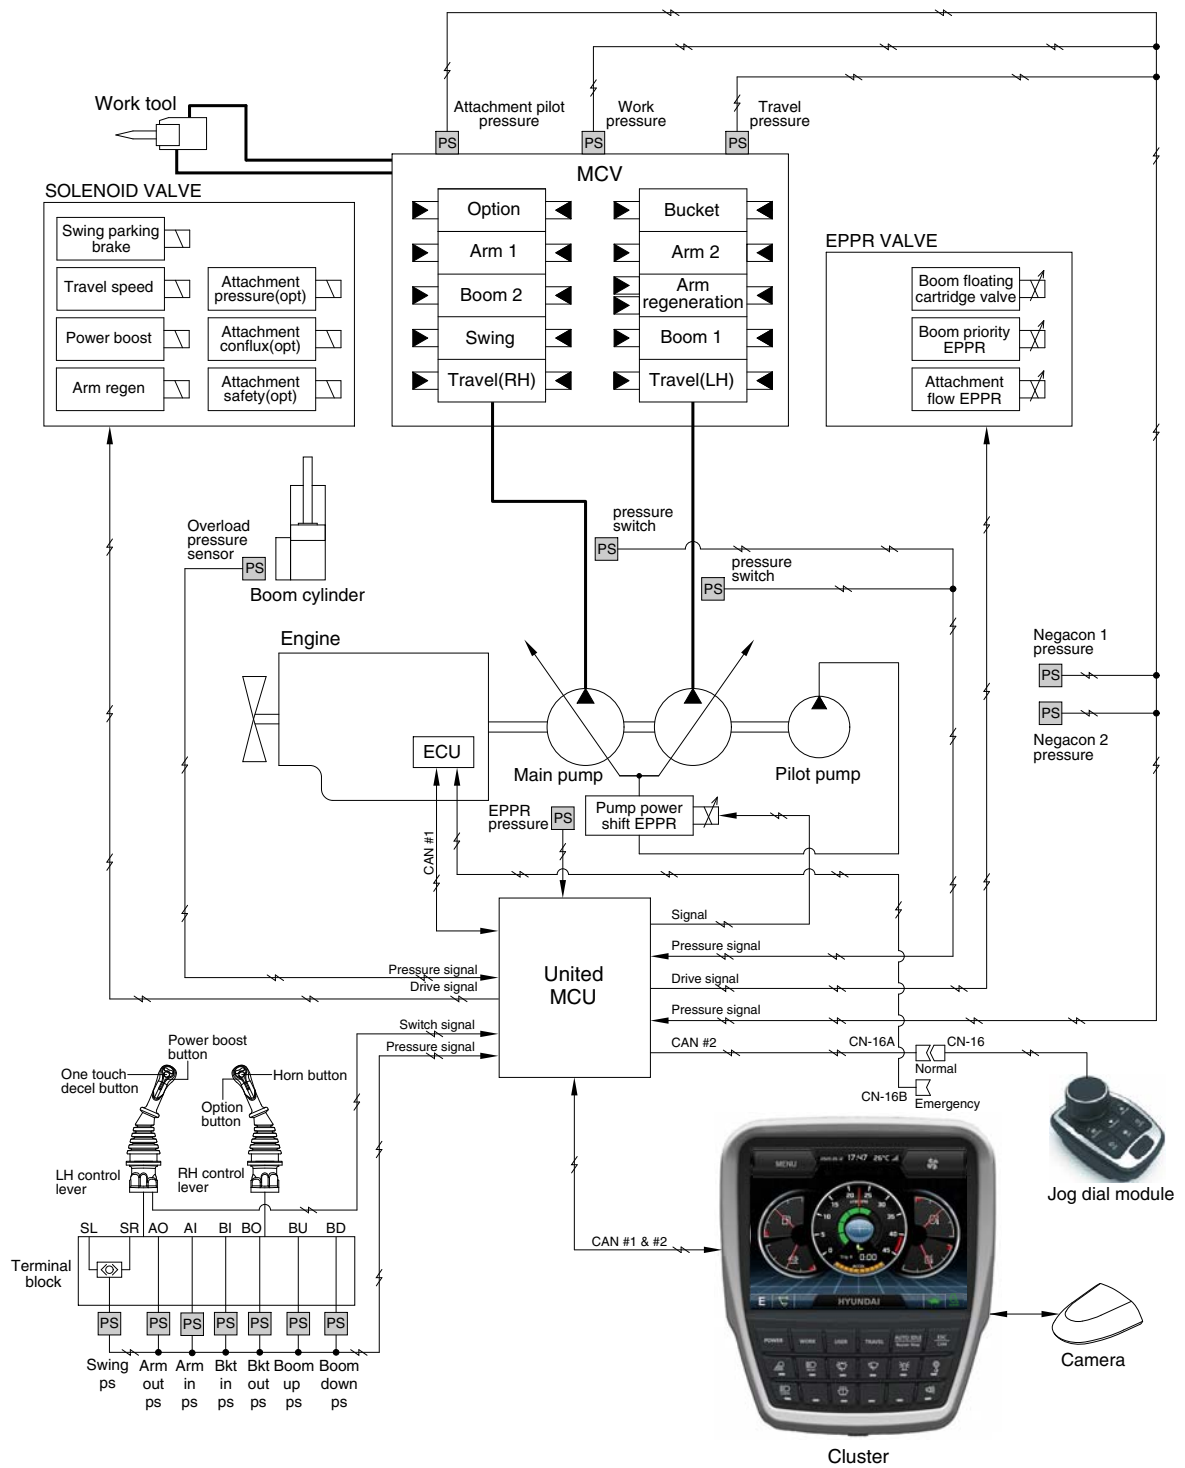 Work tool
Attachment pilot
pressure
Work
pressure
Travel
pressure
PS
PS
PS
SOLENOID VALVE
Swing parking
brake
Travel speed
Attachment
pressure(opt)
Power boost
Attachment
conflux(opt)
Arm regen
Attachment
safety(opt)
MCV
Option
Bucket
Arm 1
Arm 2
Boom 2
Arm
regeneration
Swing
Boom 1
Travel(RH)
Travel(LH)
EPPR VALVE
Boom floating
cartridge valve
Boom priority
EPPR
Attachment
flow EPPR
Overload
pressure
sensor
PS
Boom cylinder
pressure
switch
PS
pressure
switch
PS
Negacon 1
pressure
PS
PS
Negacon 2
pressure
Engine
ECU
Main pump
Pilot pump
EPPR
pressure
PS
Pump power
shift EPPR
CAN #1
United
MCU
Signal
Pressure signal
Drive signal
Pressure signal
CAN #2
Pressure signal
Drive signal
Switch signal
Pressure signal
CN-16A
CN-16
Normal
CN-16B
Emergency
Power boost
button
One touch
decel button
Horn button
Option
button
LH control
lever
RH control
lever
Jog dial module
SL
SR
AO
AI
BI
BO
BU
BD
Terminal
block
PS
PS
PS
PS
PS
PS
PS
Swing
ps
Arm
out
ps
Arm
in
ps
Bkt
in
ps
Bkt
out
ps
Boom
up
ps
Boom
down
ps
CAN #1 & #2
MENU
17:47
26°C
0:00
E
HYUNDAI
POWER
WORK
USER
TRAVEL
AUTO IDLE
ESC
Camera
Cluster